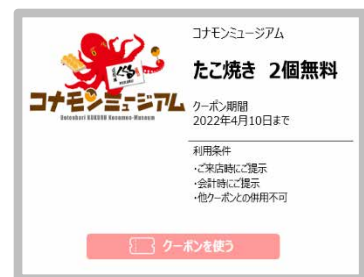 コナモンミュージアム
たこ焼き 2個無料
クーポン期間
2022年4月10日まで
利用条件
・ご来店時にご提示
・会計時にご提示
・他クーポンとの併用不可
くくる
コナモンミュージアム
Dotonbori KUKURU Konamon-Museum
クーポンを使う